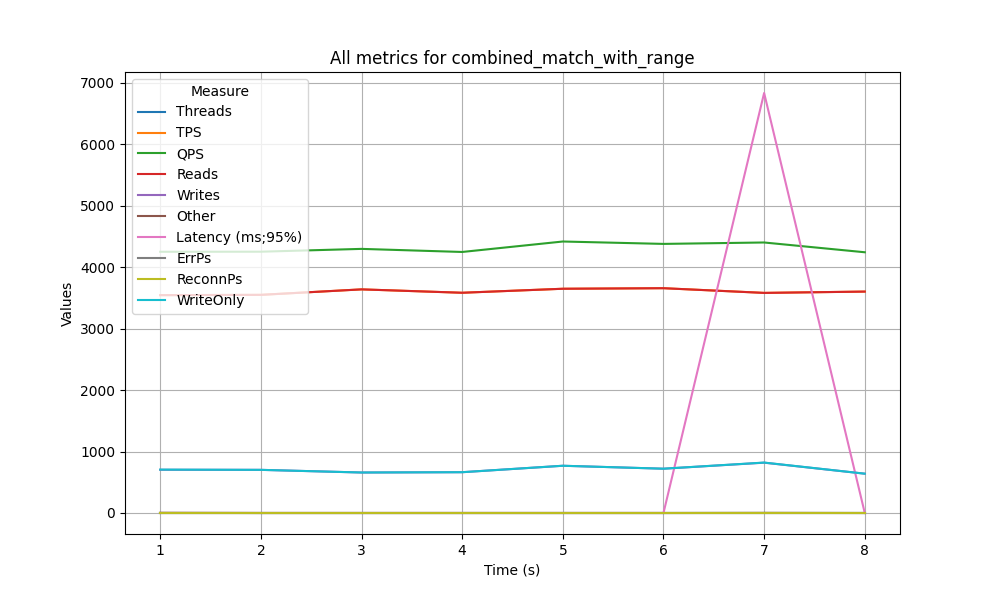 All metrics for combined_match_with_range
Measure
Threads
TPS
QPS
Reads
Writes
Other
Latency (ms;95%)
ErrPs
ReconnPs
WriteOnly
Values
7000
6000
5000
4000
3000
2000
1000
0
1 2 3 4 5 6 7 8
Time (s)